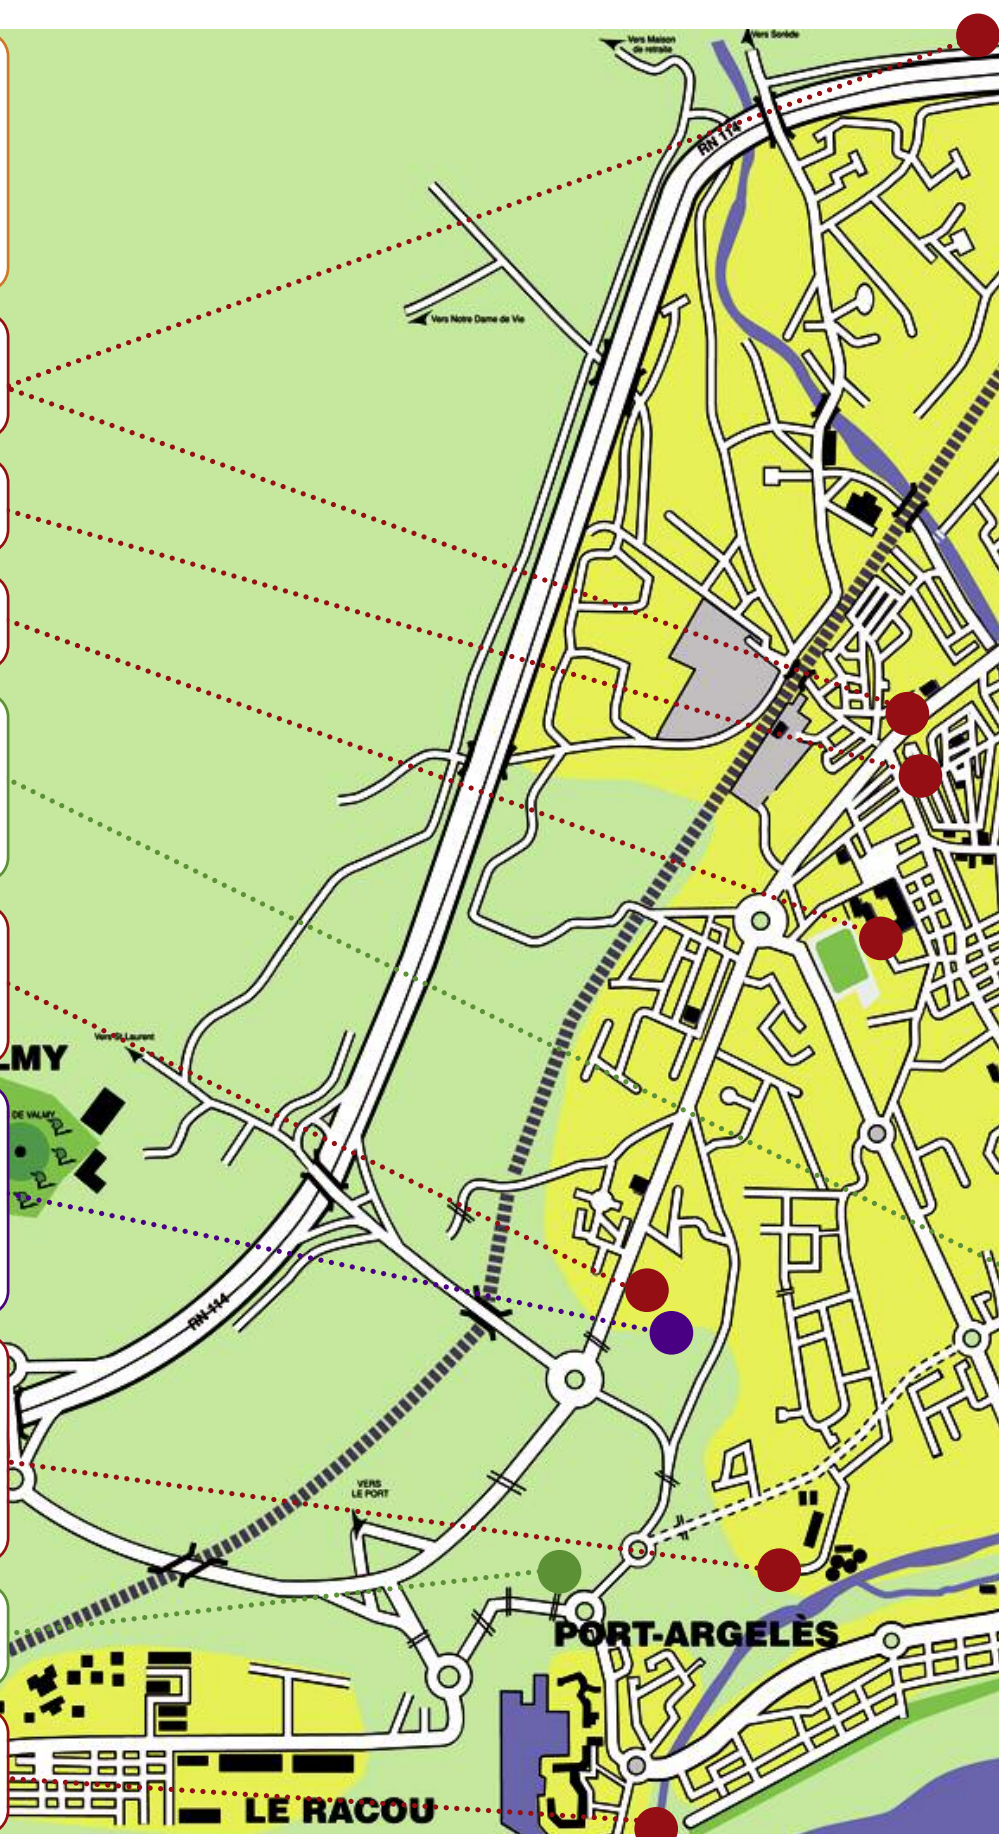 Vers Maison
de retraite
Vers Sorède
RN 114
Vers Notre Dame de Vie
Vers St Laurent
LMY
DE VALMY
RN 114
VERS
LE PORT
PORT-ARGELÈS
LE RACOU